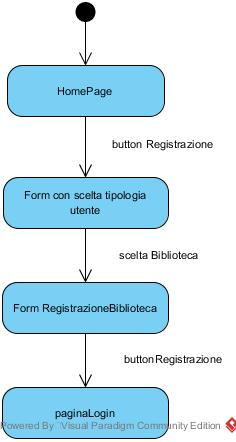 HomePage
button Registrazione
Form con scelta tipologia
utente
scelta Biblioteca
Form RegistrazioneBiblioteca
buttonRegistrazione
paginaLogin
Powered By Visual Paradigm Community Edition